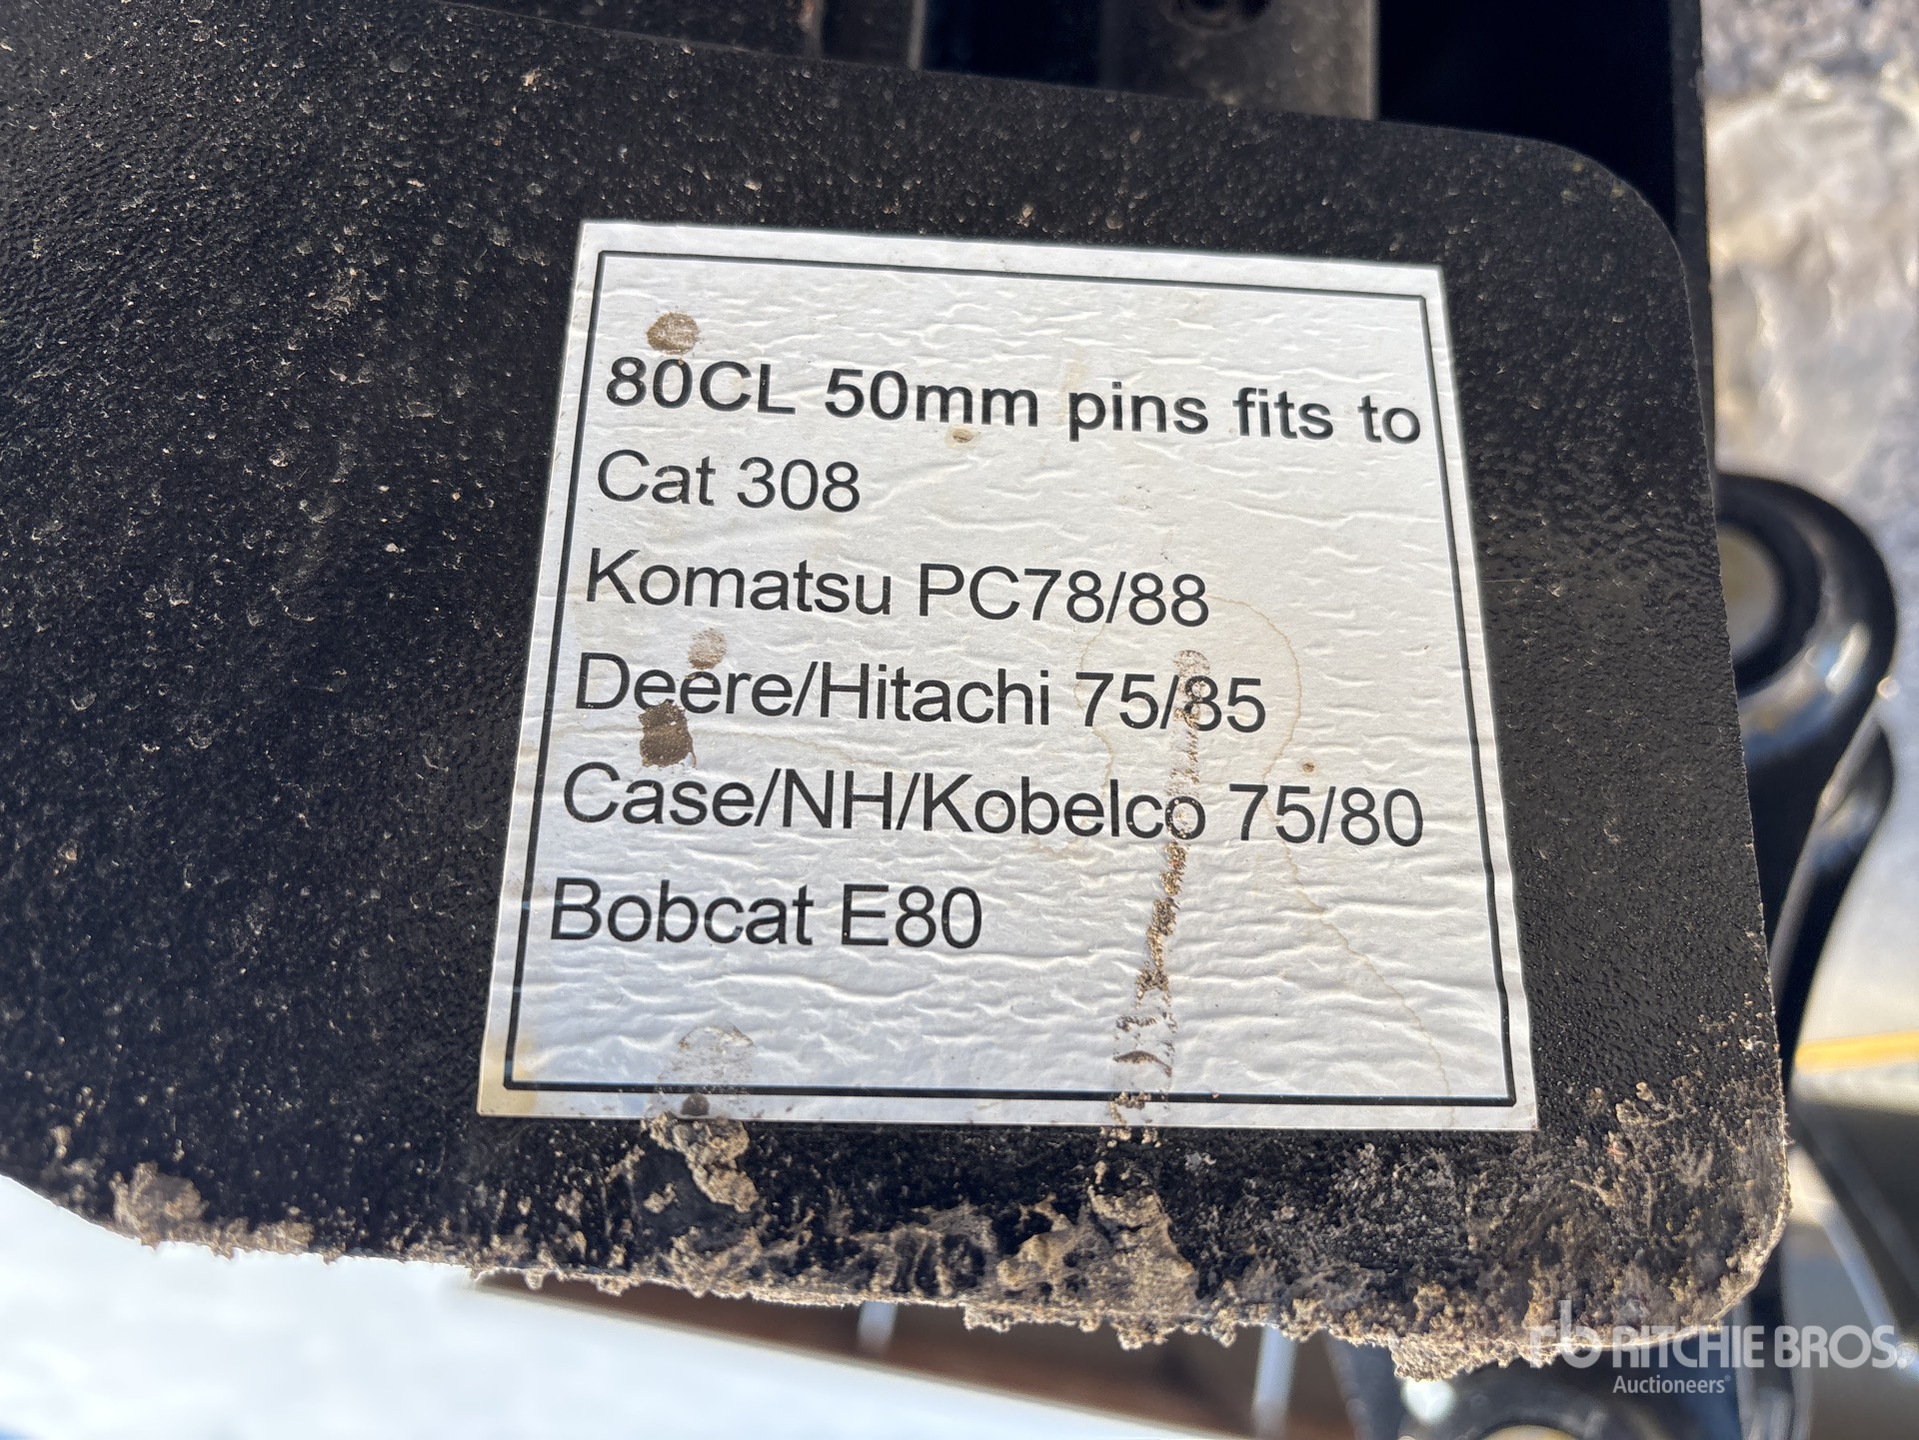 80CL 50mm pins fits to
Cat 308
Komatsu PC78/88
Deere/Hitachi 75/85
Case/NH/Kobelco 75/80
Bobcat E80
rb RITCHIE BROS.
Auctioneers®